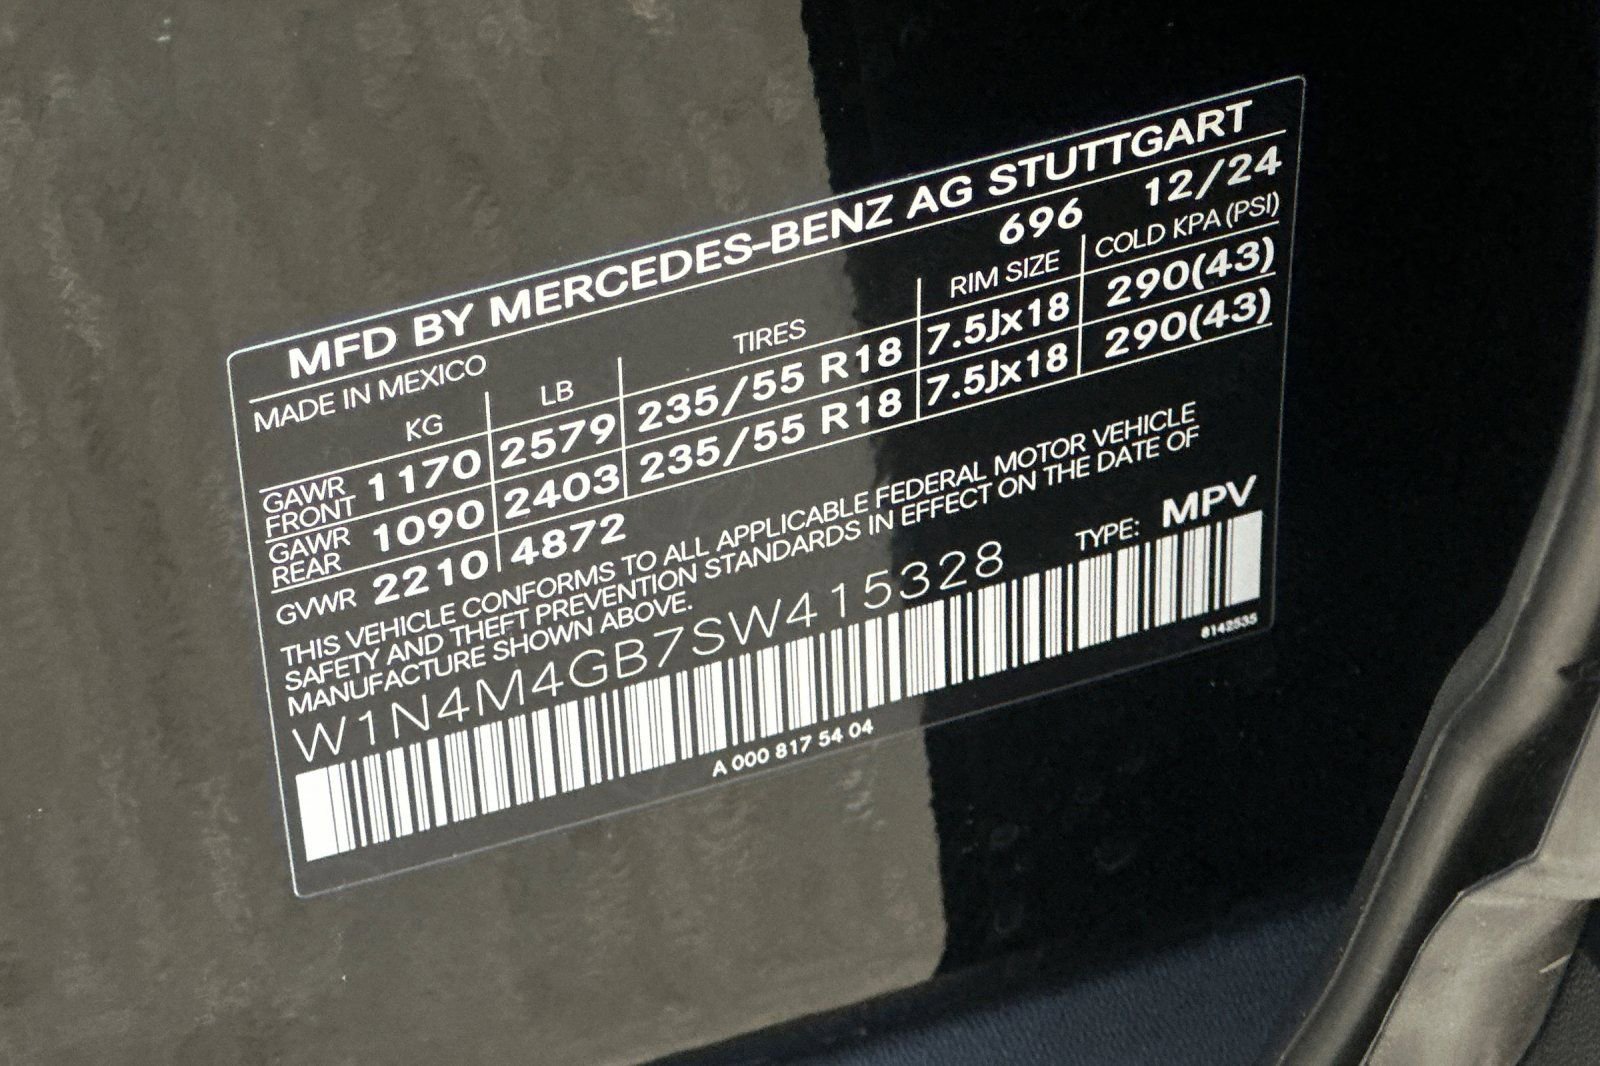 MFD BY MERCEDES-BENZ AG STUTTGART
MADE IN MEXICO 696 12/24
KG LB TIRES RIM SIZE COLD KPA (PSI)
GAWR FRONT 1170 2579 235/55 R18 7.5Jx18 290(43)
GAWR REAR 1090 2403 235/55 R18 7.5Jx18 290(43)
GVWR 2210 4872
THIS VEHICLE CONFORMS TO ALL APPLICABLE FEDERAL MOTOR VEHICLE
SAFETY AND THEFT PREVENTION STANDARDS IN EFFECT ON THE DATE OF
MANUFACTURE SHOWN ABOVE.
TYPE: MPV
W1N4M4GB7SW415328
8142535
A 000 817 54 04